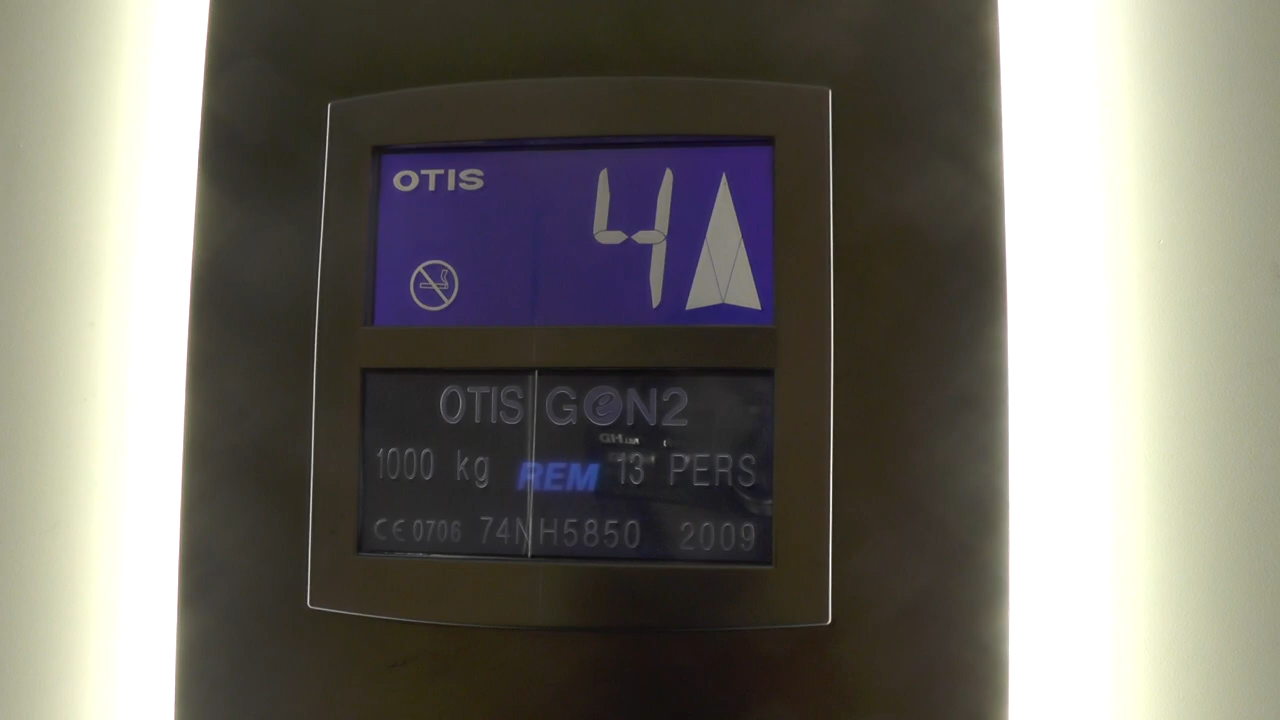 OTIS
4
OTIS GeN2
1000 kg REM 13 PERS
CE 0706 74NH5850 2009